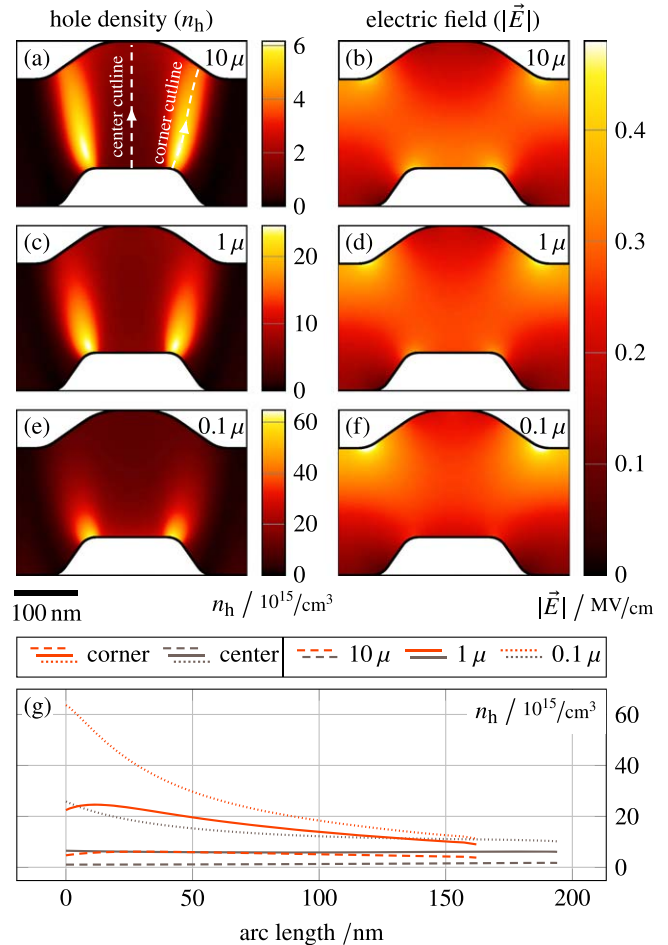 hole density (n_h)
electric field (|E⃗|)
(a)
10 μ
center cutline
corner cutline
6
4
2
0
(b)
10 μ
(c)
1 μ
20
10
0
(d)
1 μ
(e)
0.1 μ
60
40
20
0
(f)
0.1 μ
0.4
0.3
0.2
0.1
0
100 nm
n_h / 10^15/cm^3
|E⃗| / MV/cm
corner
center
10 μ
1 μ
0.1 μ
(g)
n_h / 10^15/cm^3
60
40
20
0
0
50
100
150
200
arc length /nm